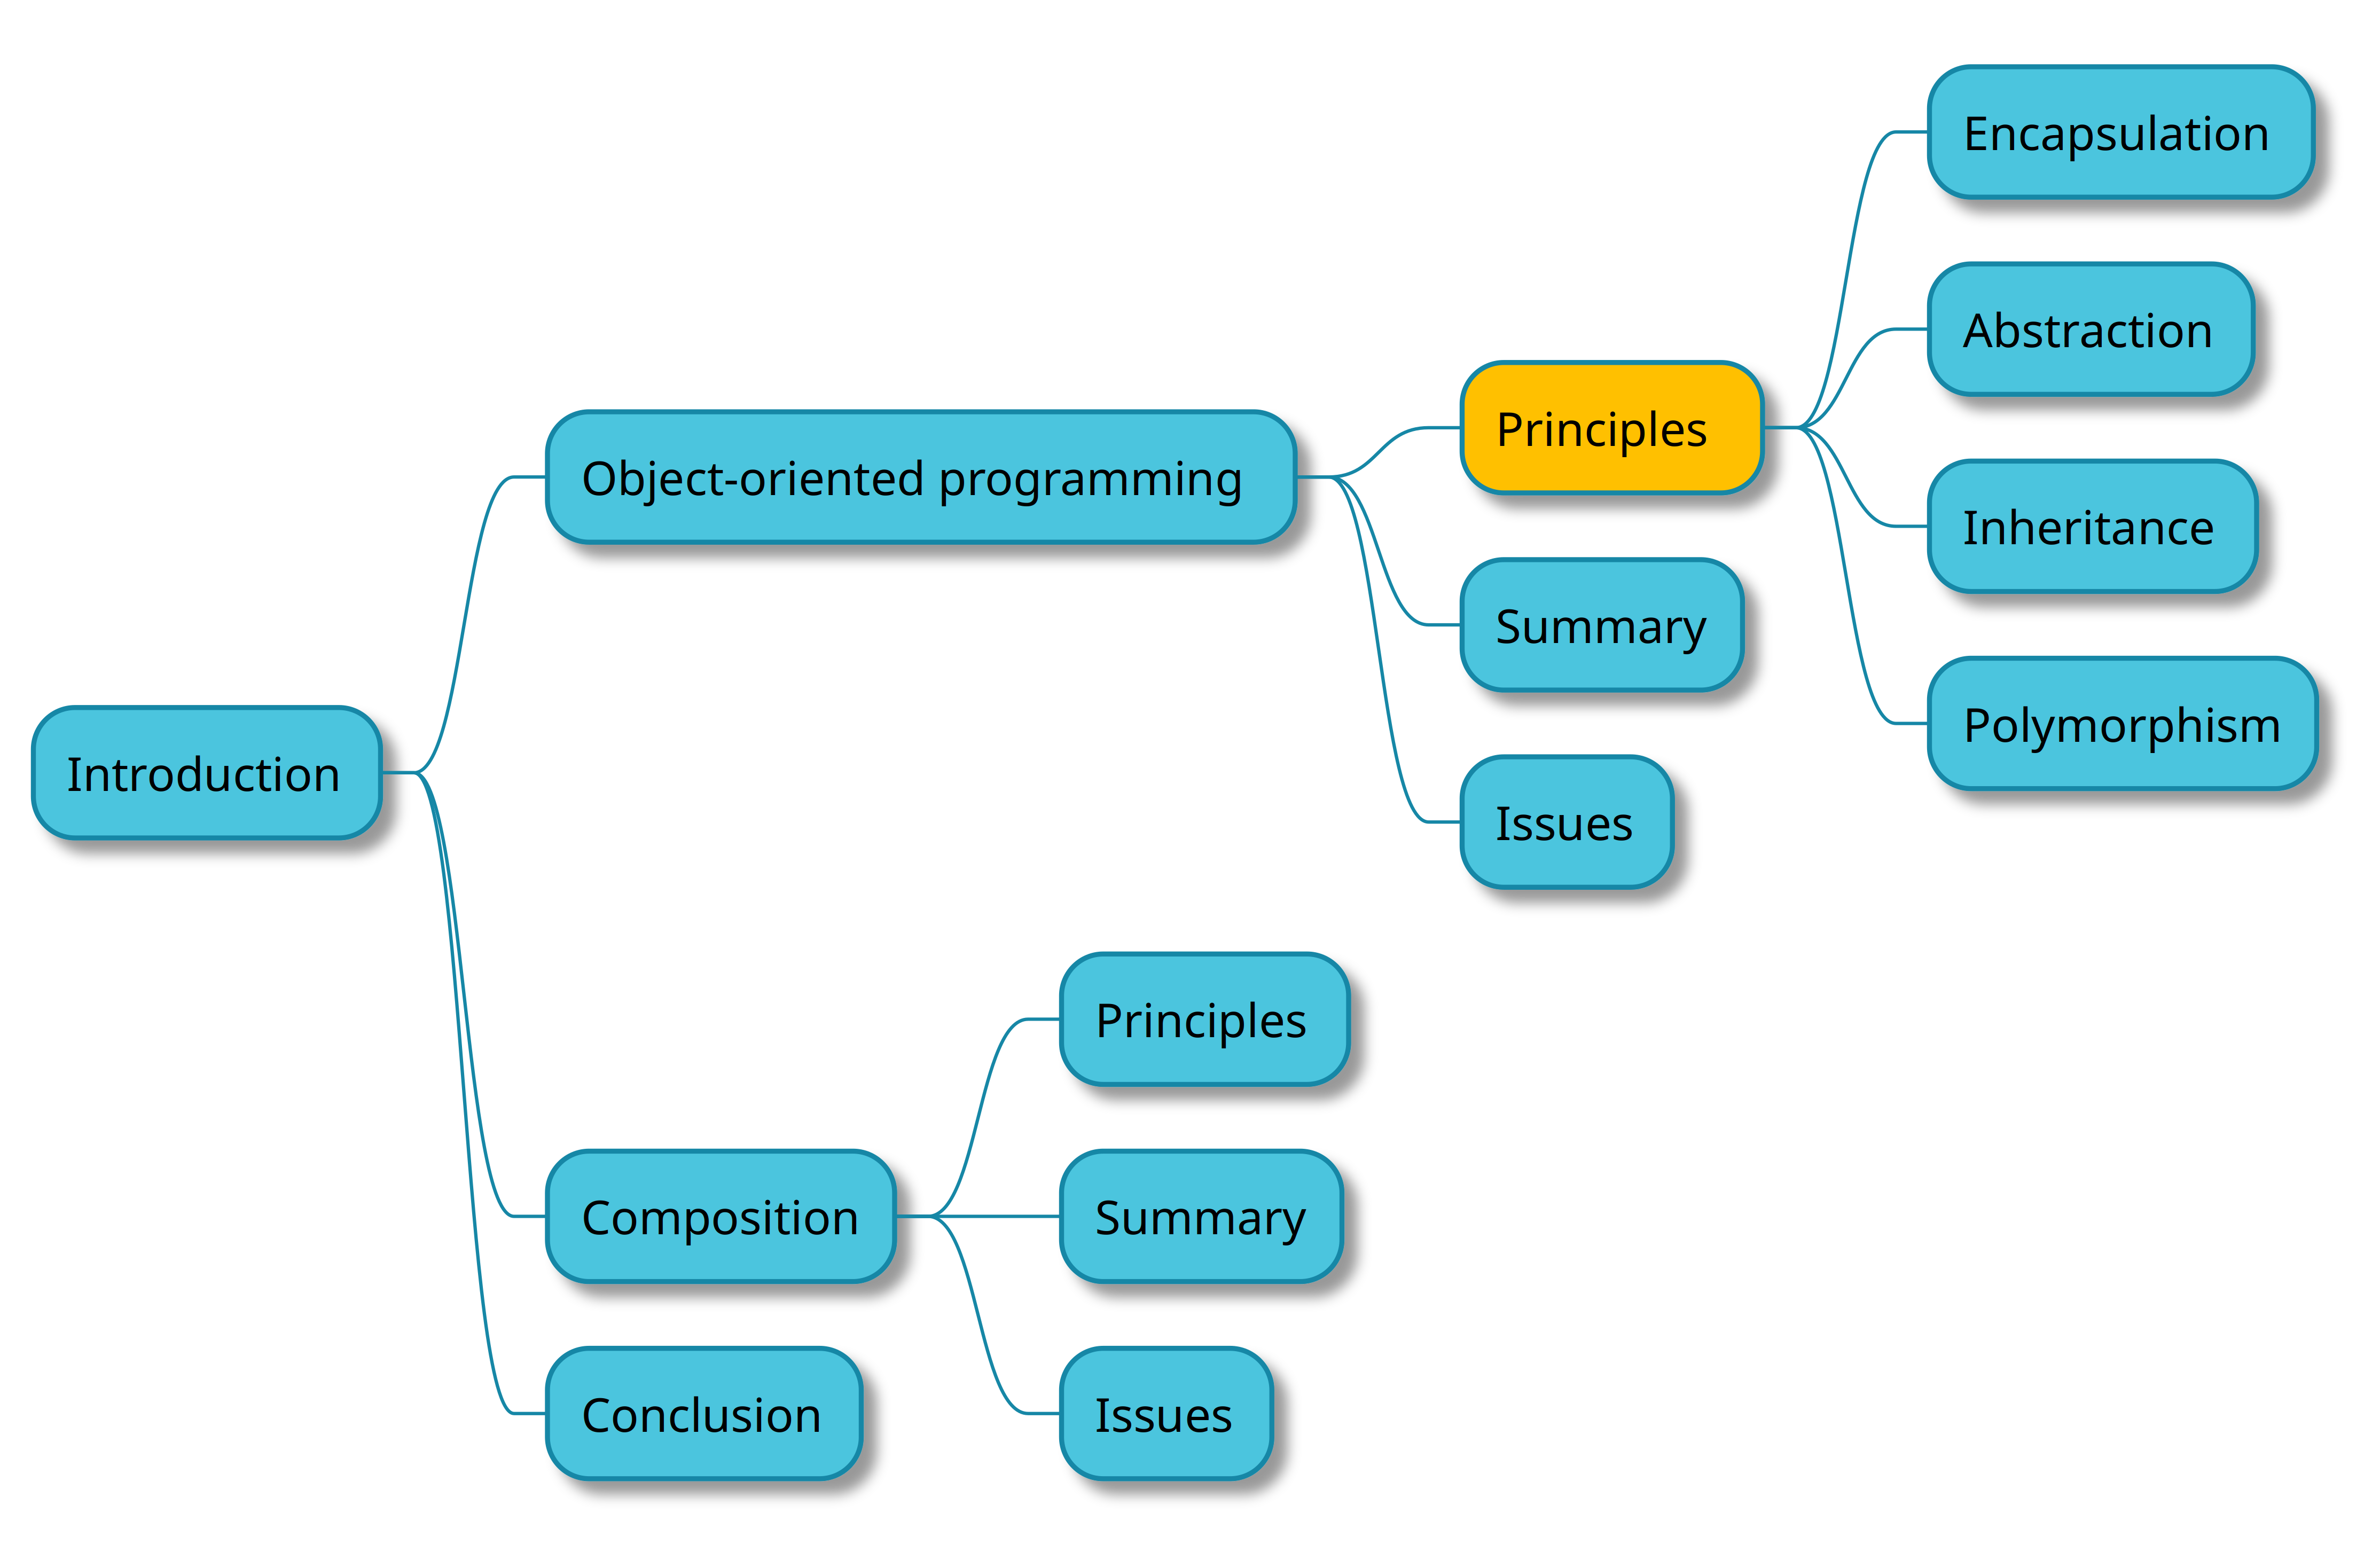 Introduction
Object-oriented programming
Principles
Encapsulation
Abstraction
Inheritance
Polymorphism
Summary
Issues
Composition
Principles
Summary
Issues
Conclusion